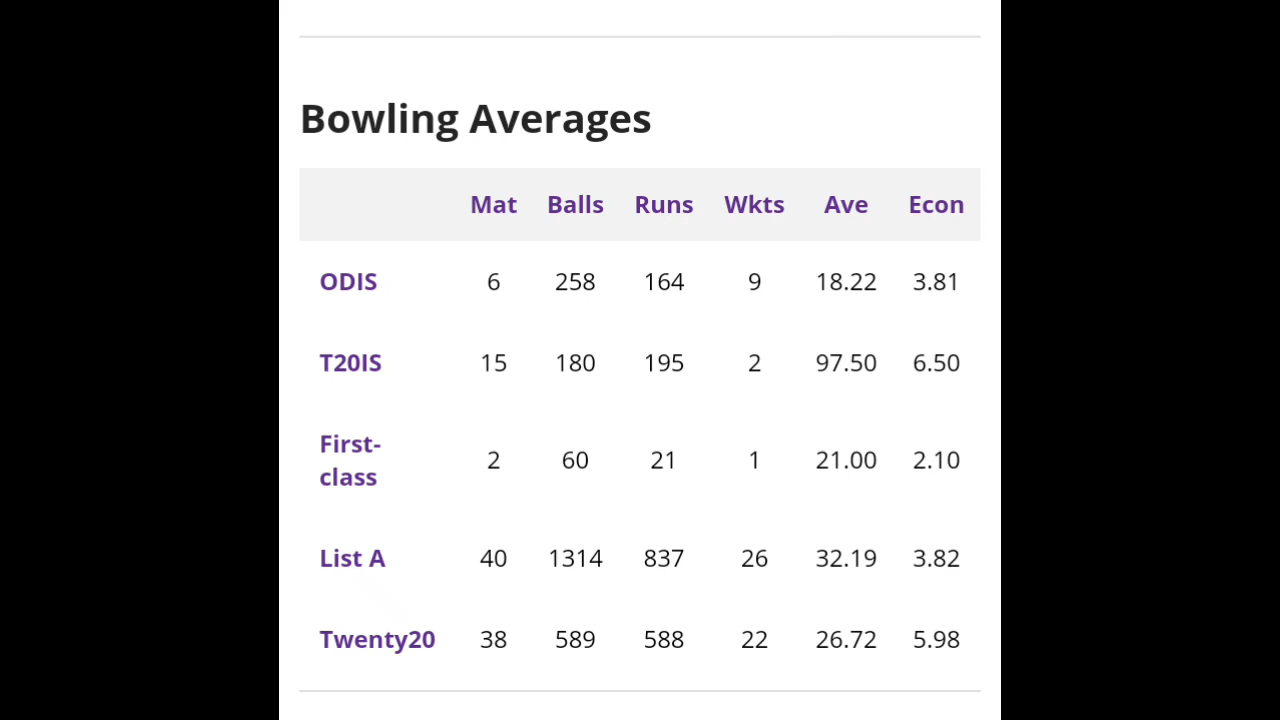 Bowling Averages
Mat Balls Runs Wkts Ave Econ
ODIS 6 258 164 9 18.22 3.81
T20IS 15 180 195 2 97.50 6.50
First-
class 2 60 21 1 21.00 2.10
List A 40 1314 837 26 32.19 3.82
Twenty20 38 589 588 22 26.72 5.98